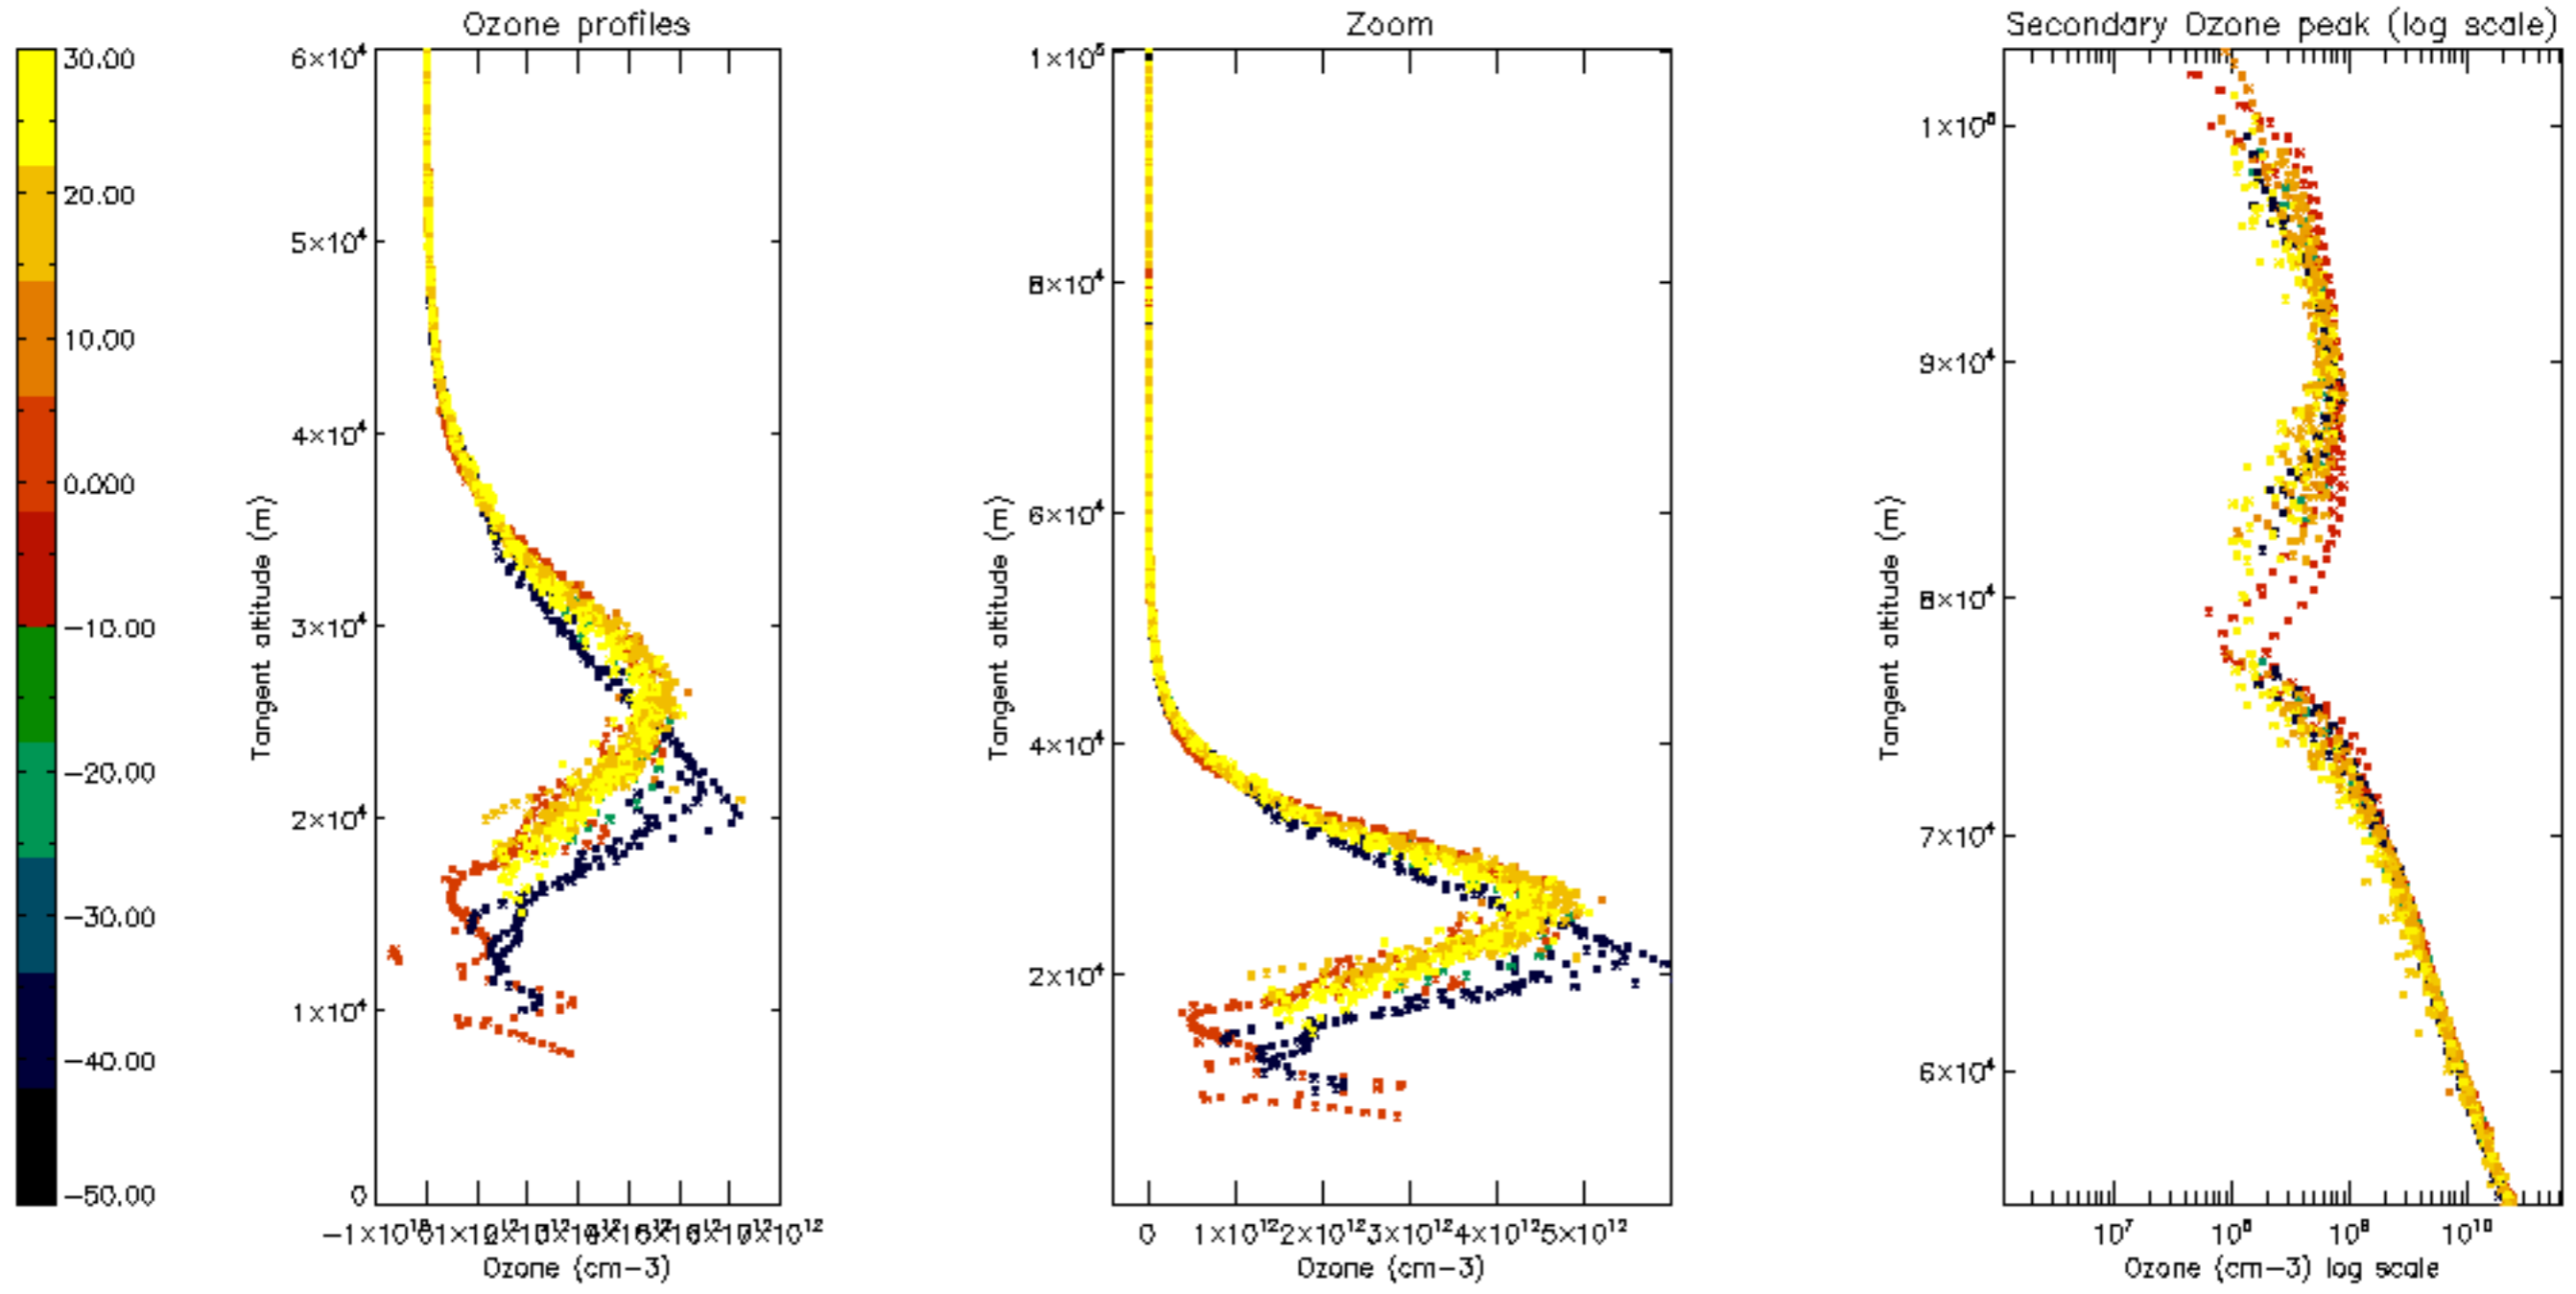 Ozone profiles
Zoom
Secondary Ozone peak (log scale)
30.00
20.00
10.00
0.000
−10.00
−20.00
−30.00
−40.00
−50.00
6×10⁴
5×10⁴
4×10⁴
3×10⁴
2×10⁴
1×10⁴
0
Tangent altitude (m)
Ozone (cm−3)
1×10⁵
8×10⁴
6×10⁴
4×10⁴
2×10⁴
Tangent altitude (m)
0 1×10¹² 2×10¹² 3×10¹² 4×10¹² 5×10¹²
Ozone (cm−3)
1×10⁵
9×10⁴
8×10⁴
7×10⁴
6×10⁴
Tangent altitude (m)
10⁷ 10⁸ 10⁹ 10¹⁰
Ozone (cm−3) log scale